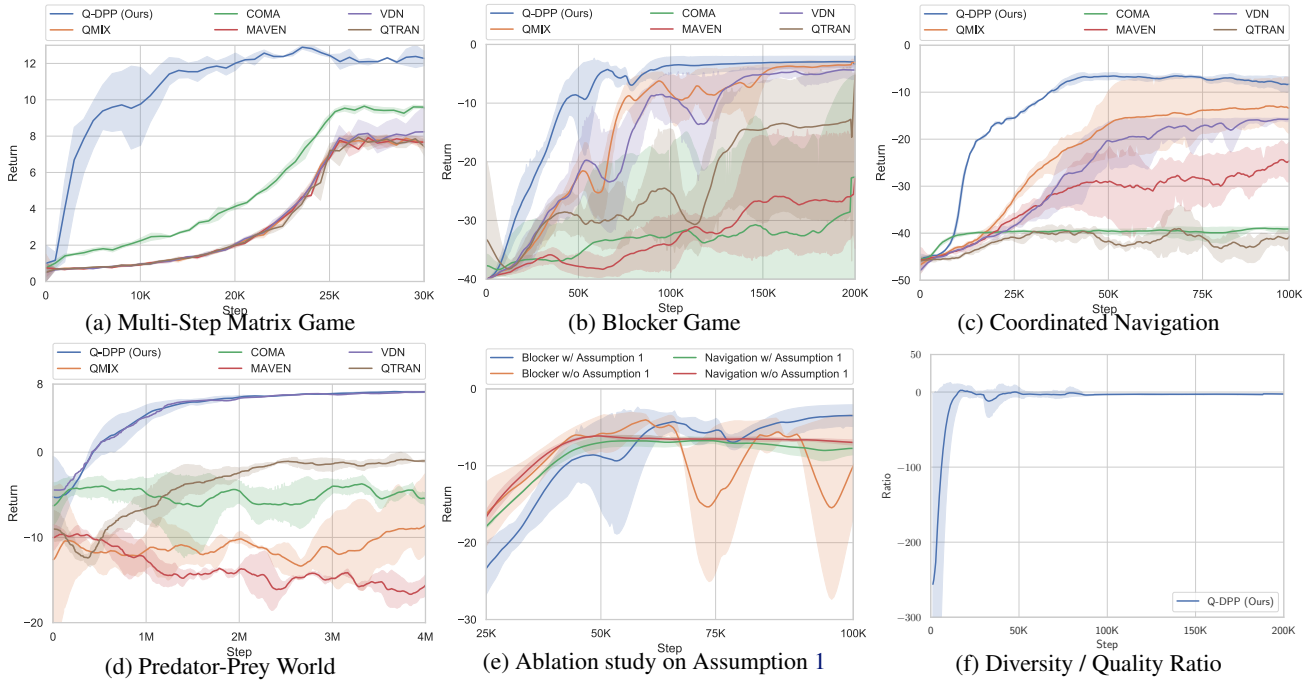 Q-DPP (Ours) COMA VDN
QMIX MAVEN QTRAN
Return
12
10
8
6
4
2
0
0 10K 20K 25K 30K
Step
(a) Multi-Step Matrix Game
Q-DPP (Ours) COMA VDN
QMIX MAVEN QTRAN
Return
0
−10
−20
−30
−40
0 50K 100K 150K 200K
Step
(b) Blocker Game
Q-DPP (Ours) COMA VDN
QMIX MAVEN QTRAN
Return
0
−10
−20
−30
−40
−50
0 25K 50K 75K 100K
Step
(c) Coordinated Navigation
Q-DPP (Ours) COMA VDN
QMIX MAVEN QTRAN
Return
8
0
−10
−20
0 1M 2M 3M 4M
Step
(d) Predator-Prey World
Blocker w/ Assumption 1 Navigation w/ Assumption 1
Blocker w/o Assumption 1 Navigation w/o Assumption 1
Return
0
−10
−20
−30
25K 50K 75K 100K
Step
(e) Ablation study on Assumption 1
Ratio
50
0
−100
−200
−300
Q-DPP (Ours)
0 50K 100K 150K 200K
Step
(f) Diversity / Quality Ratio